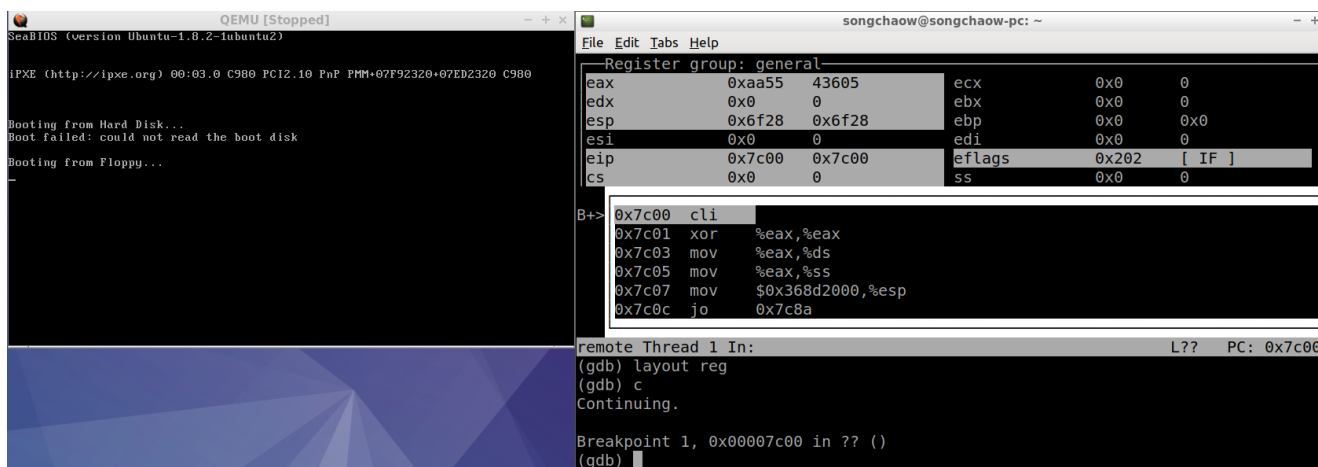 QEMU [Stopped]
SeaBIOS (version Ubuntu-1.8.2-1ubuntu2)
iPXE (http://ipxe.org) 00:03.0 C980 PCI2.10 PnP PMM+07F92320+07ED2320 C980
Booting from Hard Disk...
Boot failed: could not read the boot disk
Booting from Floppy...
songchaow@songchaow-pc: ~
File Edit Tabs Help
Register group: general
eax 0xaa55 43605 ecx 0x0 0
edx 0x0 0 ebx 0x0 0
esp 0x6f28 0x6f28 ebp 0x0 0x0
esi 0x0 0 edi 0x0 0
eip 0x7c00 0x7c00 eflags 0x202 [ IF ]
cs 0x0 0 ss 0x0 0
B+> 0x7c00 cli
0x7c01 xor %eax,%eax
0x7c03 mov %eax,%ds
0x7c05 mov %eax,%ss
0x7c07 mov $0x368d2000,%esp
0x7c0c jo 0x7c8a
remote Thread 1 In: L?? PC: 0x7c00
(gdb) layout reg
(gdb) c
Continuing.
Breakpoint 1, 0x00007c00 in ?? ()
(gdb)